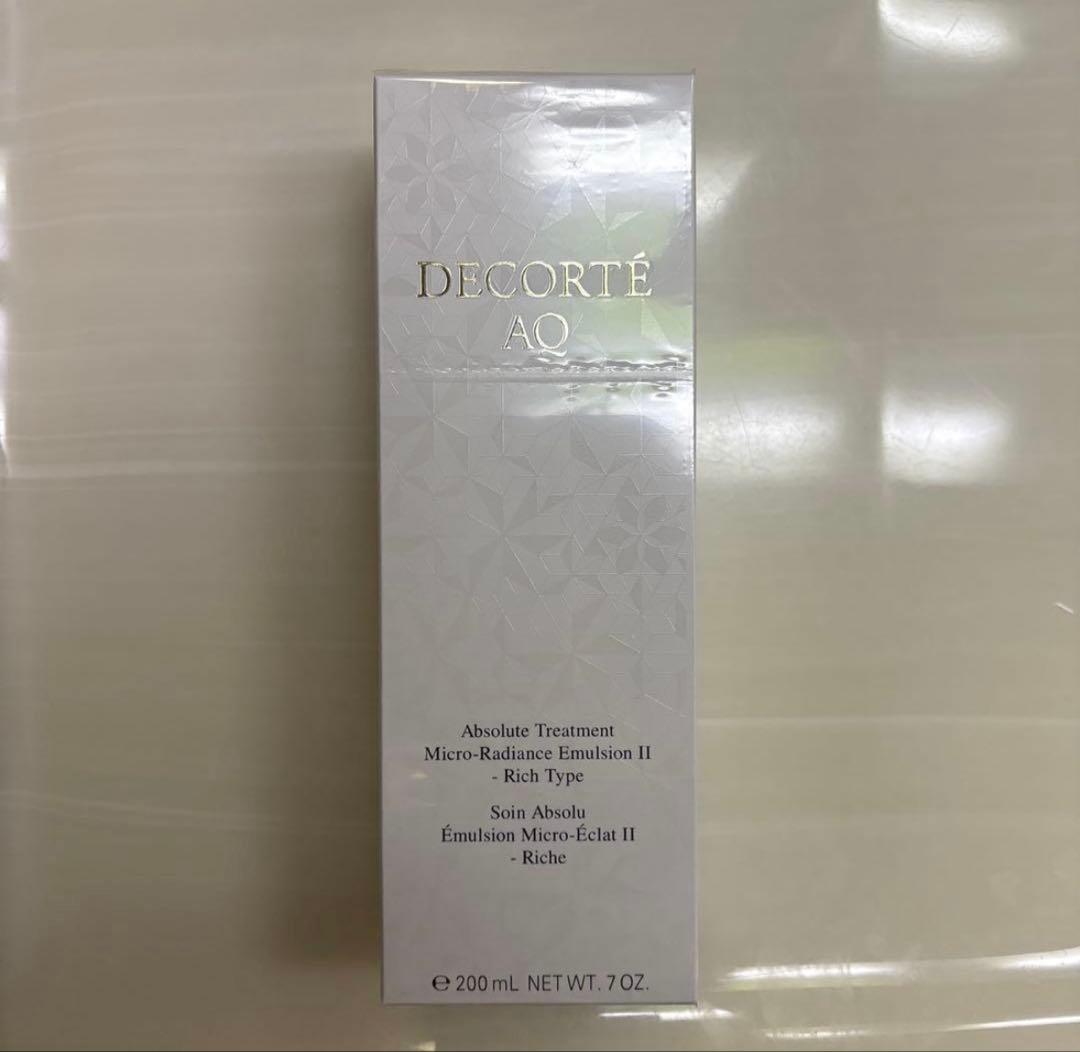 DECORTÉ
AQ
Absolute Treatment
Micro-Radiance Emulsion II
- Rich Type
Soin Absolu
Émulsion Micro-Éclat II
- Riche
℮ 200 mL NET WT. 7 OZ.